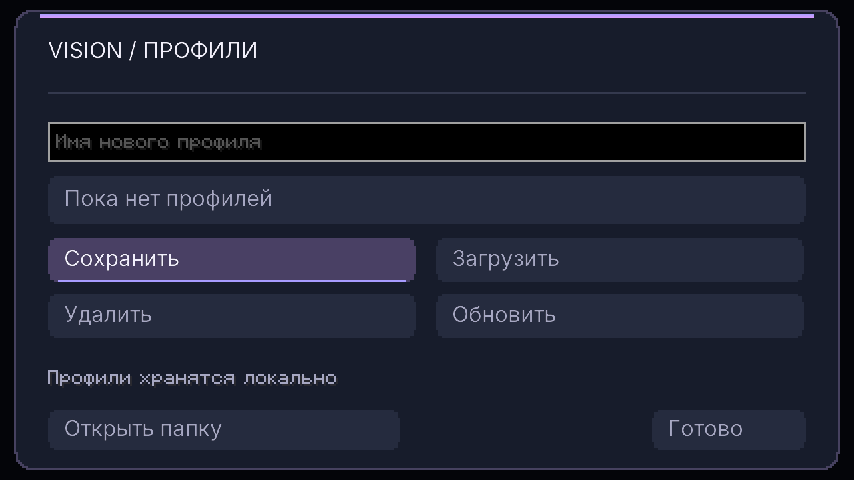 VISION / ПРОФИЛИ
Имя нового профиля
Пока нет профилей
Сохранить
Загрузить
Удалить
Обновить
Профили хранятся локально
Открыть папку
Готово